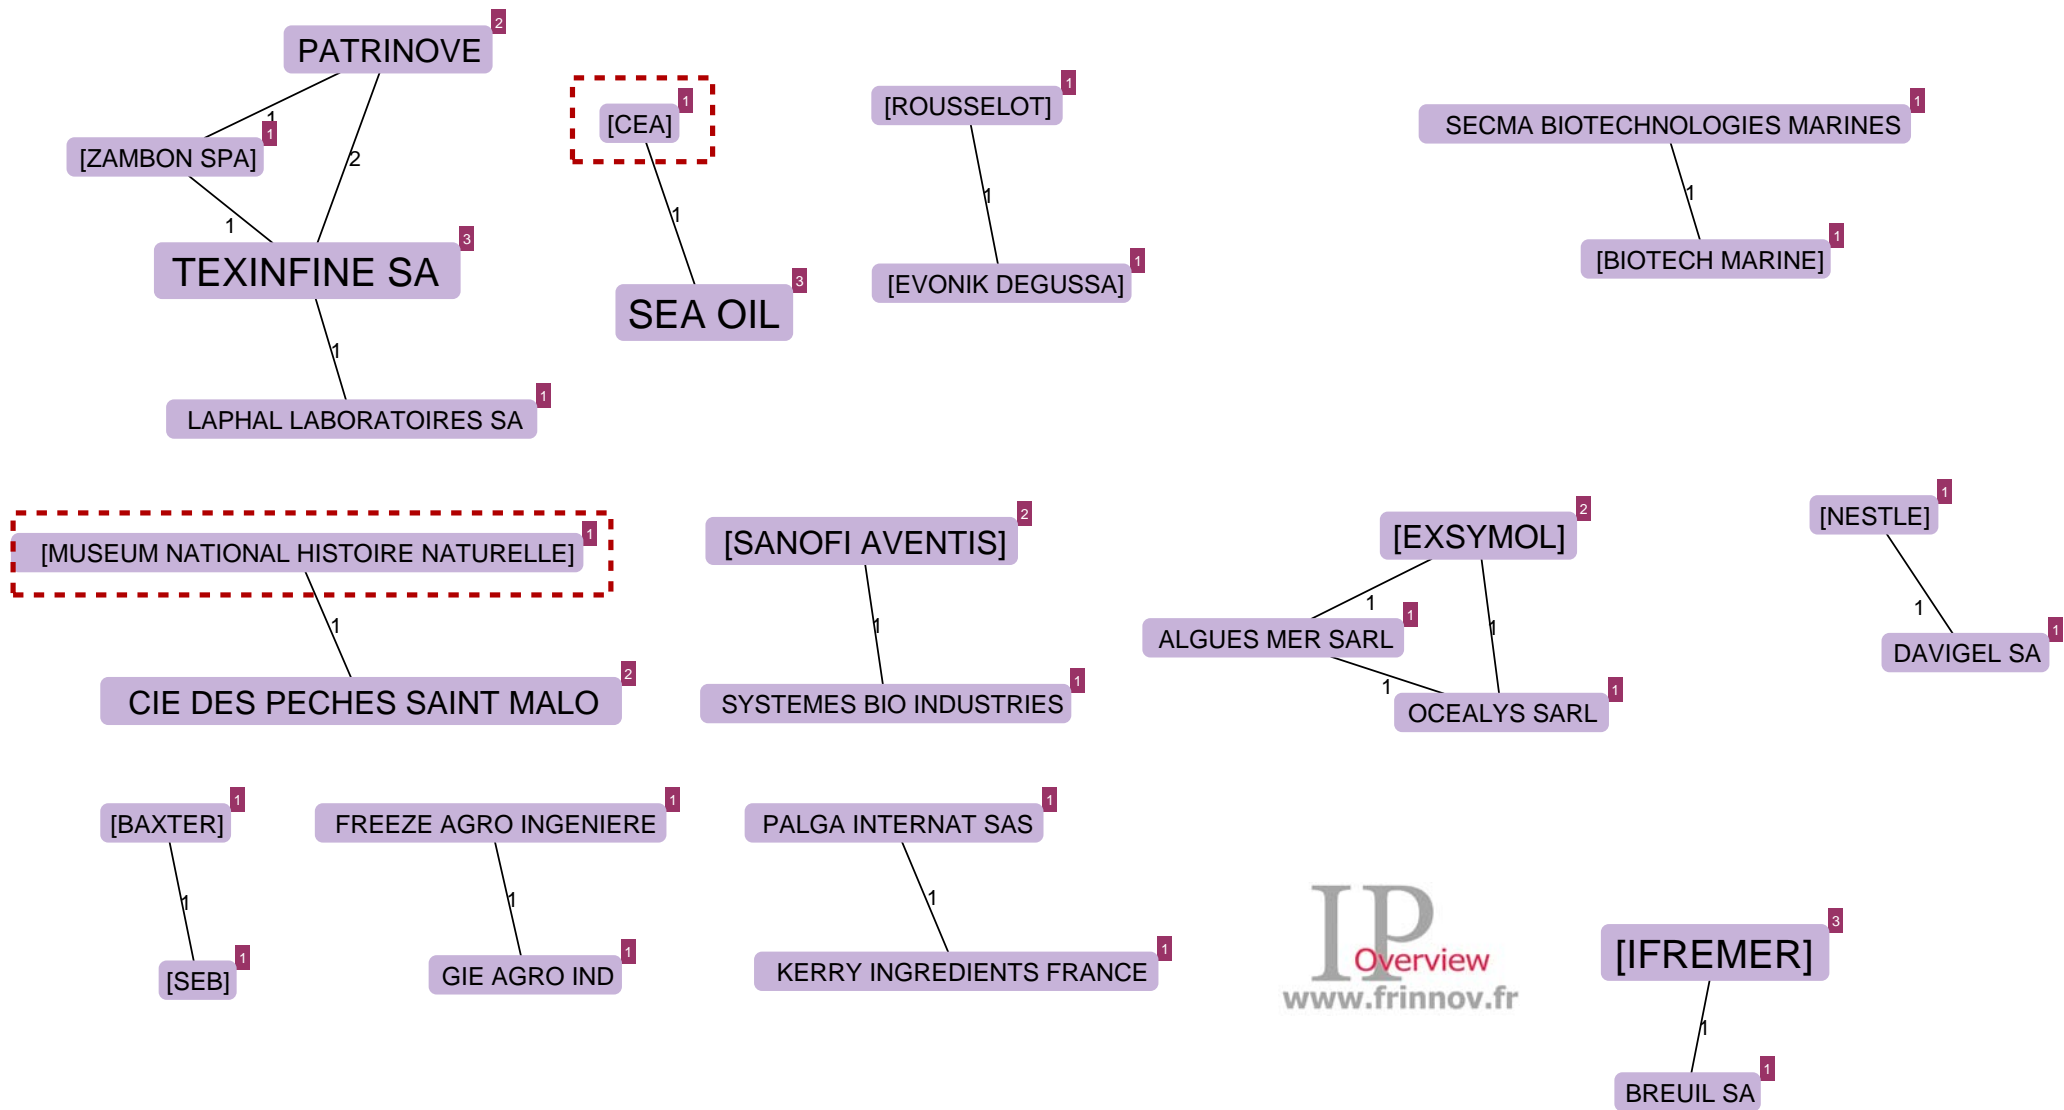 PATRINOVE
2
1
[ZAMBON SPA]
1
2
1
TEXINFINE SA
3
1
LAPHAL LABORATOIRES SA
1
[CEA]
1
1
SEA OIL
3
[ROUSSELOT]
1
1
[EVONIK DEGUSSA]
1
SECMA BIOTECHNOLOGIES MARINES
1
1
[BIOTECH MARINE]
1
[MUSEUM NATIONAL HISTOIRE NATURELLE]
1
1
CIE DES PECHES SAINT MALO
2
[SANOFI AVENTIS]
2
1
SYSTEMES BIO INDUSTRIES
1
[EXSYMOL]
2
1
1
ALGUES MER SARL
1
1
OCEALYS SARL
1
[NESTLE]
1
1
DAVIGEL SA
1
[BAXTER]
1
1
[SEB]
1
FREEZE AGRO INGENIERE
1
1
GIE AGRO IND
1
PALGA INTERNAT SAS
1
1
KERRY INGREDIENTS FRANCE
1
IP
Overview
www.frinnov.fr
[IFREMER]
3
1
BREUIL SA
1